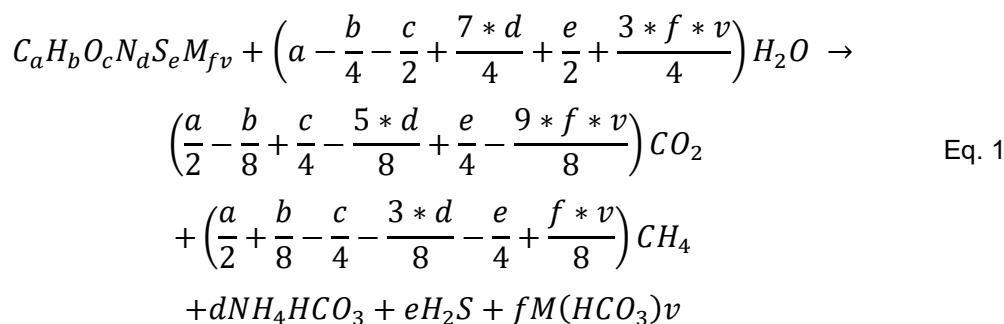 C_aH_bO_cN_dS_eM_{fv} + (a − b/4 − c/2 + 7∗d/4 + e/2 + 3∗f∗v/4) H_2O →
(a/2 − b/8 + c/4 − 5∗d/8 + e/4 − 9∗f∗v/8) CO_2 Eq. 1
+ (a/2 + b/8 − c/4 − 3∗d/8 − e/4 + f∗v/8) CH_4
+dNH_4HCO_3 + eH_2S + fM(HCO_3)v